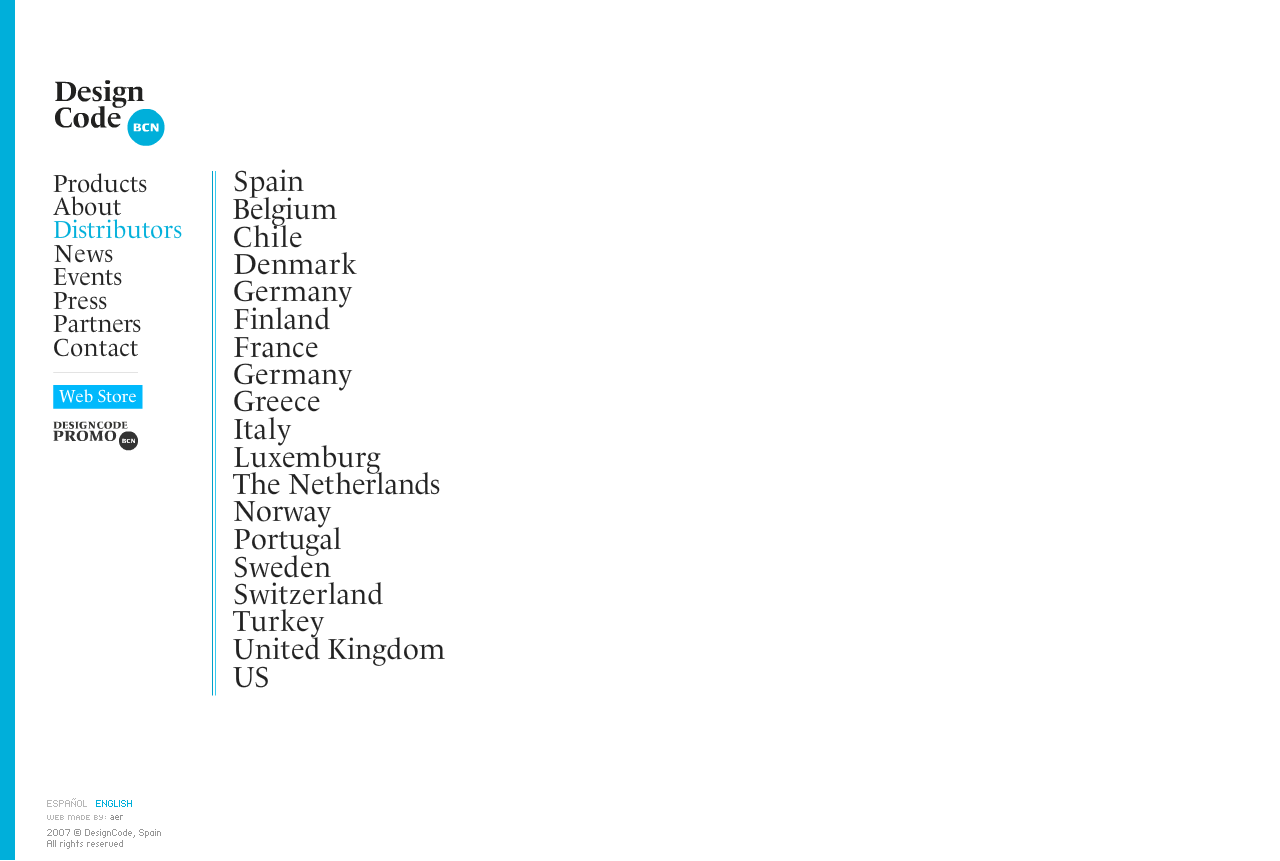 Design
Code BCN
Products
About
Distributors
News
Events
Press
Partners
Contact
Web Store
DESIGNCODE
PROMO BCN
Spain
Belgium
Chile
Denmark
Germany
Finland
France
Germany
Greece
Italy
Luxemburg
The Netherlands
Norway
Portugal
Sweden
Switzerland
Turkey
United Kingdom
US
ESPAÑOL ENGLISH
WEB MADE BY: aer
2007 © DesignCode, Spain
All rights reserved